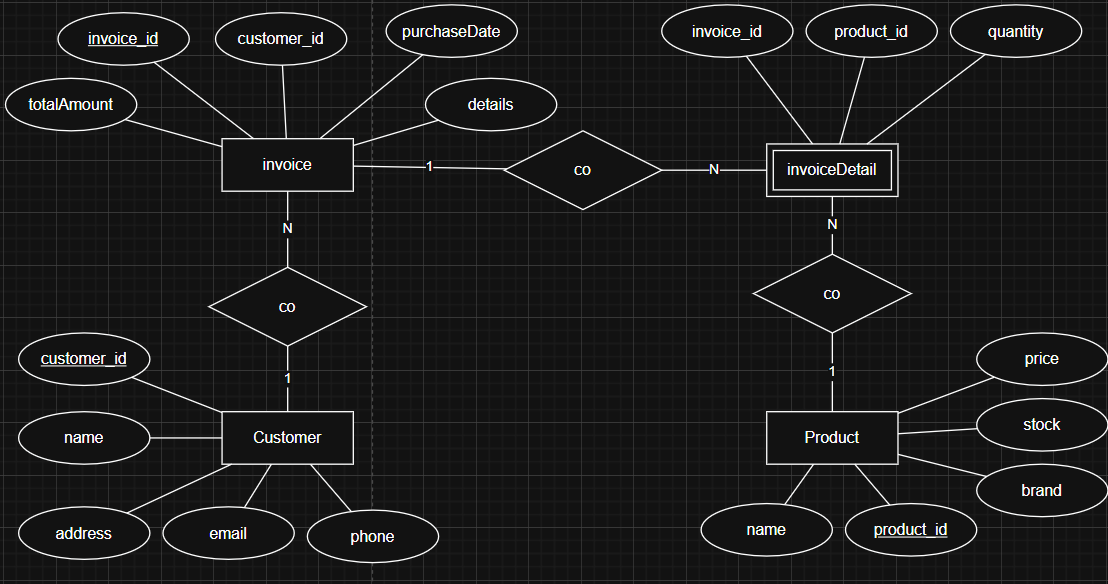 invoice_id
customer_id
purchaseDate
totalAmount
details
invoice
1
co
N
invoice_id
product_id
quantity
invoiceDetail
N
co
1
customer_id
name
Customer
address
email
phone
N
co
1
price
stock
brand
Product
name
product_id